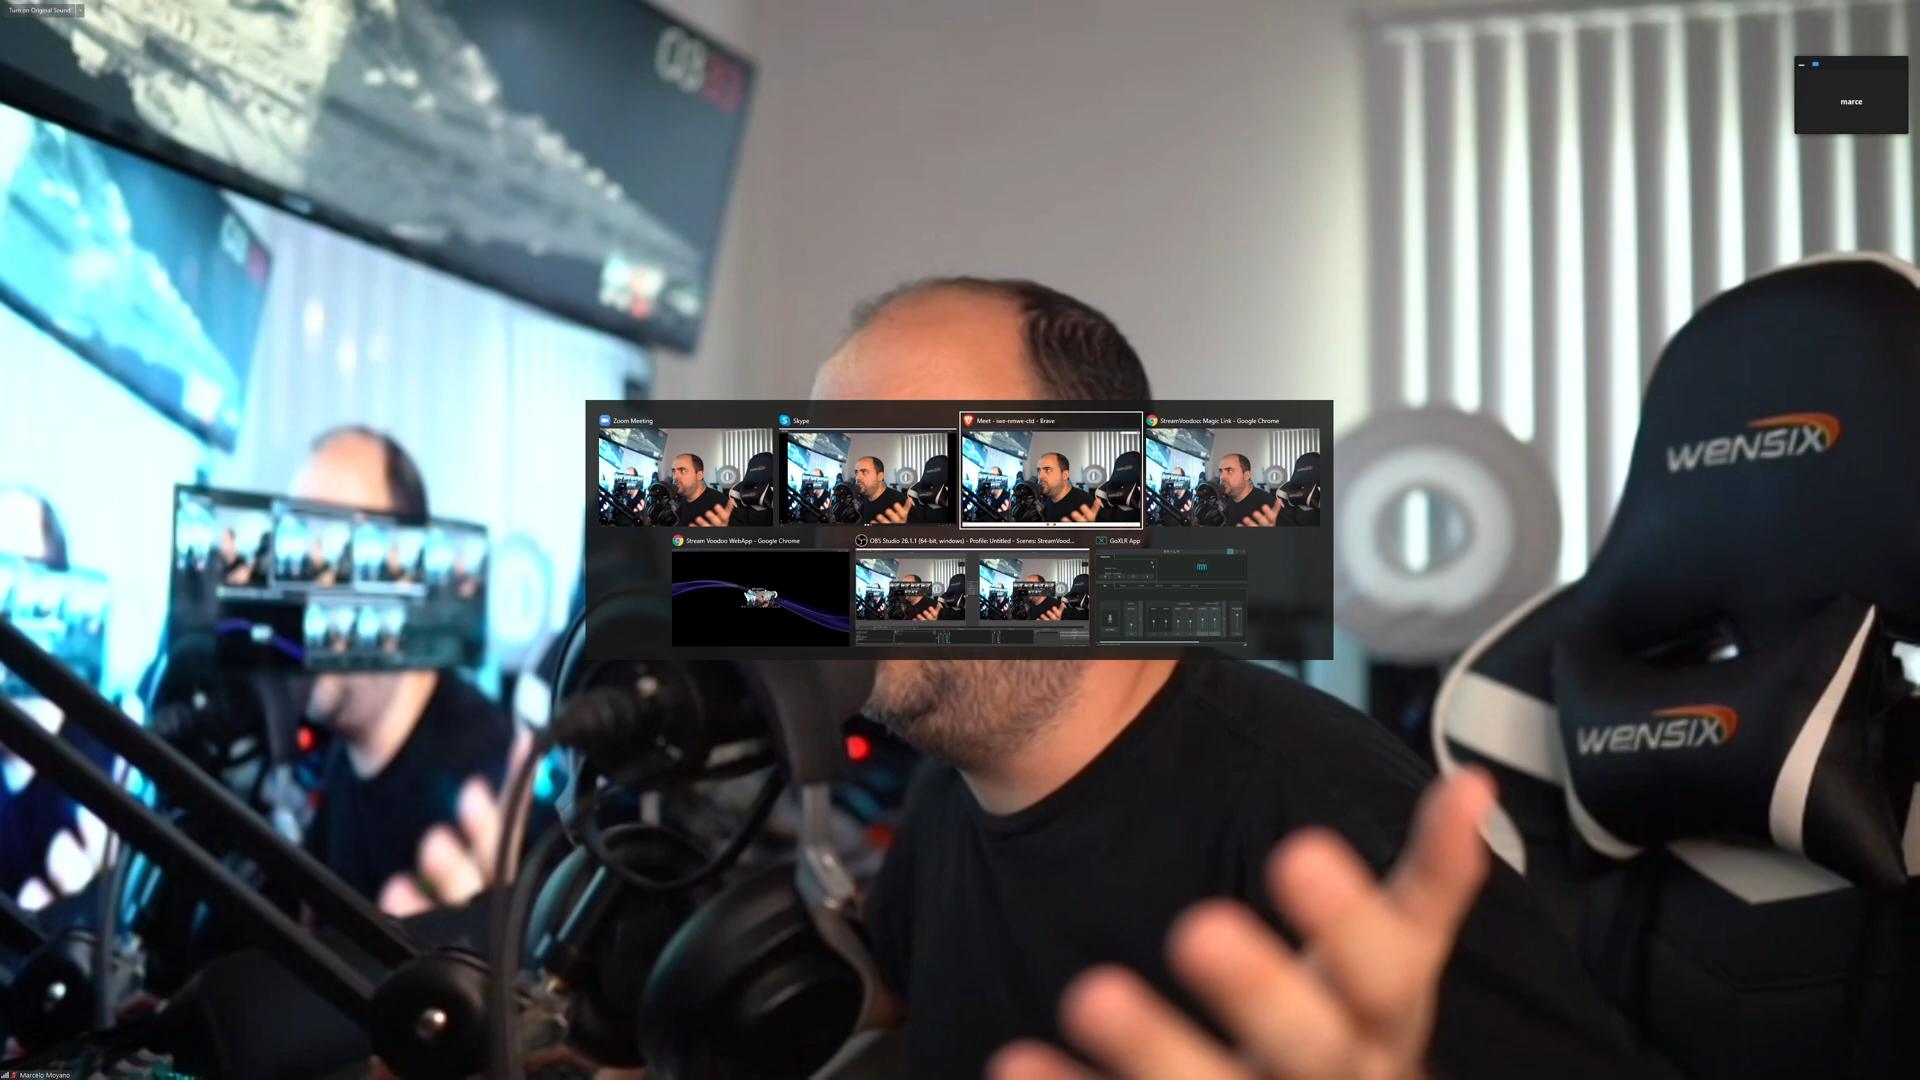 Turn on Original Sound
marce
Zoom Meeting
Skype
Meet - iwe-nmwe-ctd - Brave
StreamVoodoo: Magic Link - Google Chrome
WENSIX
Stream Voodoo WebApp - Google Chrome
OBS Studio 26.1.1 (64-bit, windows) - Profile: Untitled - Scenes: StreamVood...
GoXLR App
WENSIX
Marcelo Moyano